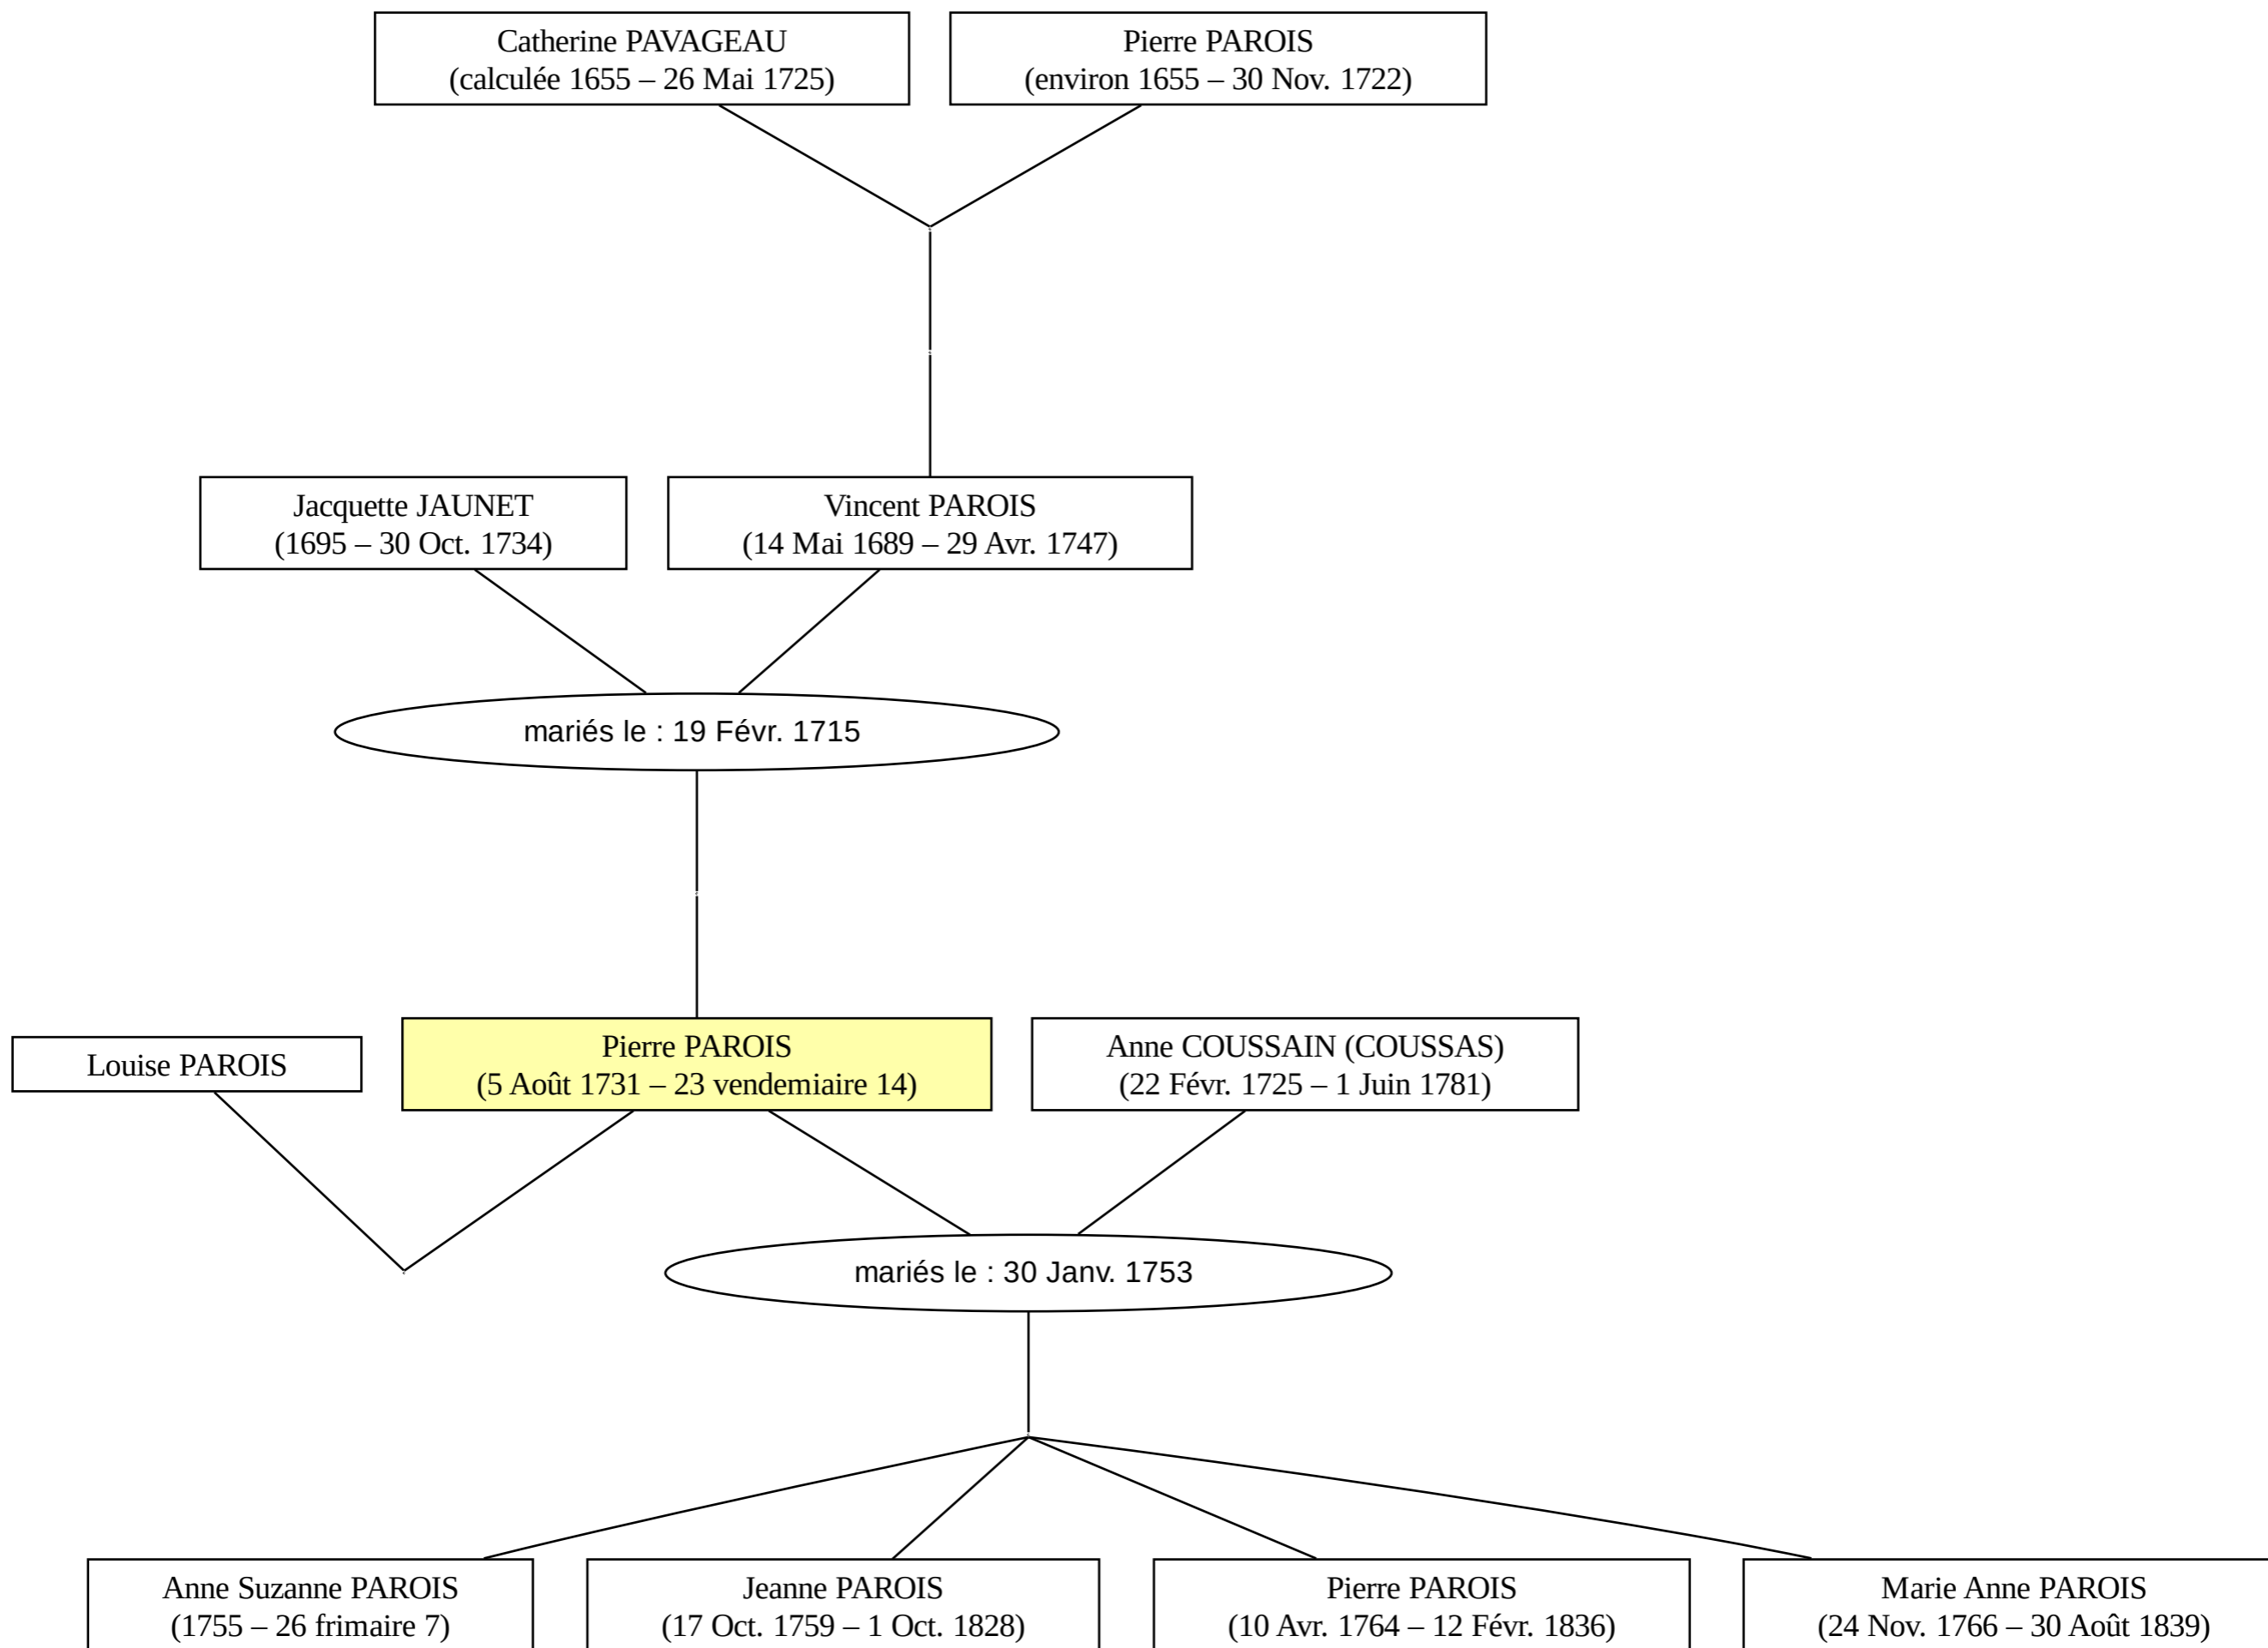 Catherine PAVAGEAU
(calculée 1655 – 26 Mai 1725)
Pierre PAROIS
(environ 1655 – 30 Nov. 1722)
Jacquette JAUNET
(1695 – 30 Oct. 1734)
Vincent PAROIS
(14 Mai 1689 – 29 Avr. 1747)
mariés le : 19 Févr. 1715
Louise PAROIS
Pierre PAROIS
(5 Août 1731 – 23 vendemiaire 14)
Anne COUSSAIN (COUSSAS)
(22 Févr. 1725 – 1 Juin 1781)
mariés le : 30 Janv. 1753
Anne Suzanne PAROIS
(1755 – 26 frimaire 7)
Jeanne PAROIS
(17 Oct. 1759 – 1 Oct. 1828)
Pierre PAROIS
(10 Avr. 1764 – 12 Févr. 1836)
Marie Anne PAROIS
(24 Nov. 1766 – 30 Août 1839)